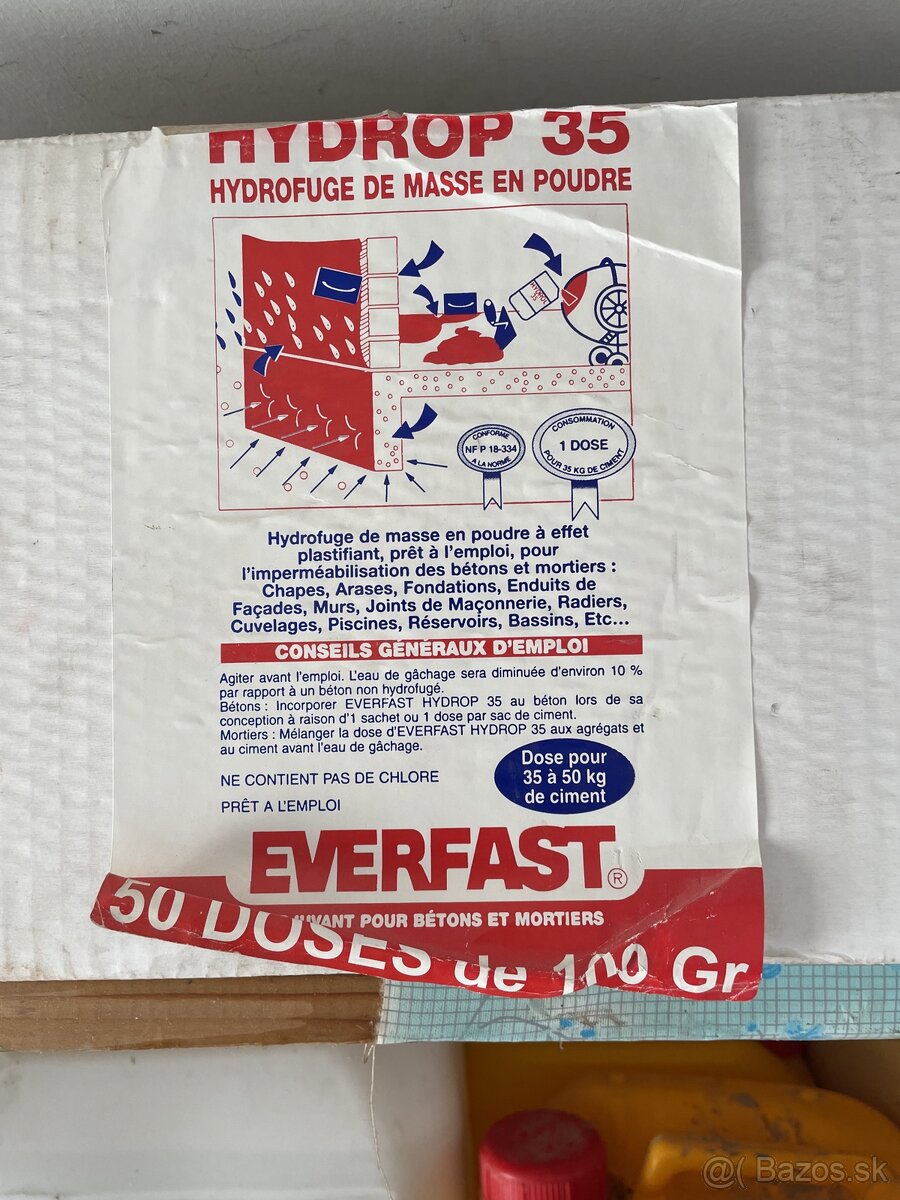 HYDROP 35
HYDROFUGE DE MASSE EN POUDRE
CONFORME
NF P 18-334
A LA NORME
CONSOMMATION
1 DOSE
POUR 35 KG DE CIMENT
Hydrofuge de masse en poudre à effet
plastifiant, prêt à l'emploi, pour
l'imperméabilisation des bétons et mortiers :
Chapes, Arases, Fondations, Enduits de
Façades, Murs, Joints de Maçonnerie, Radiers,
Cuvelages, Piscines, Réservoirs, Bassins, Etc...
CONSEILS GÉNÉRAUX D'EMPLOI
Agiter avant l'emploi. L'eau de gâchage sera diminuée d'environ 10 %
par rapport à un béton non hydrofugé.
Bétons : Incorporer EVERFAST HYDROP 35 au béton lors de sa
conception à raison d'1 sachet ou 1 dose par sac de ciment.
Mortiers : Mélanger la dose d'EVERFAST HYDROP 35 aux agrégats et
au ciment avant l'eau de gâchage.
NE CONTIENT PAS DE CHLORE
PRÊT A L'EMPLOI
Dose pour
35 à 50 kg
de ciment
EVERFAST ®
POUR BÉTONS ET MORTIERS
50 DOSES de 100 Gr
@( Bazos.sk